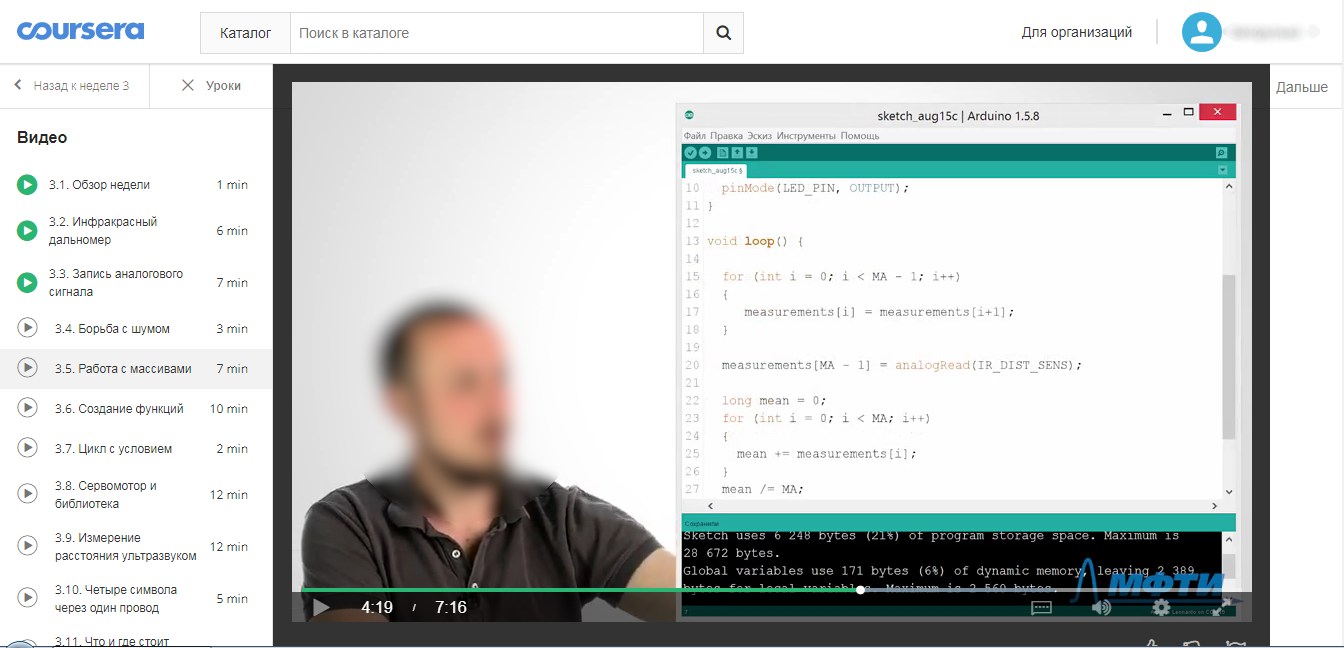 coursera
Каталог
Поиск в каталоге
Для организаций
Назад к неделе 3
Уроки
Дальше
Видео
3.1. Обзор недели 1 min
3.2. Инфракрасный
дальномер 6 min
3.3. Запись аналогового
сигнала 7 min
3.4. Борьба с шумом 3 min
3.5. Работа с массивами 7 min
3.6. Создание функций 10 min
3.7. Цикл с условием 2 min
3.8. Сервомотор и
библиотека 12 min
3.9. Измерение
расстояния ультразвуком 12 min
3.10. Четыре символа
через один провод 5 min
3.11. Что и где стоит
sketch_aug15c | Arduino 1.5.8
Файл Правка Эскиз Инструменты Помощь
sketch_aug15c §
10 pinMode(LED_PIN, OUTPUT);
11 }
12
13 void loop() {
14
15 for (int i = 0; i < MA - 1; i++)
16 {
17 measurements[i] = measurements[i+1];
18 }
19
20 measurements[MA - 1] = analogRead(IR_DIST_SENS);
21
22 long mean = 0;
23 for (int i = 0; i < MA; i++)
24 {
25 mean += measurements[i];
26 }
27 mean /= MA;
Сохранили
Sketch uses 6 248 bytes (21%) of program storage space. Maximum is
28 672 bytes.
Global variables use 171 bytes (6%) of dynamic memory, leaving 2 389
bytes for local variables. Maximum is 2 560 bytes.
МФТИ
4:19 / 7:16